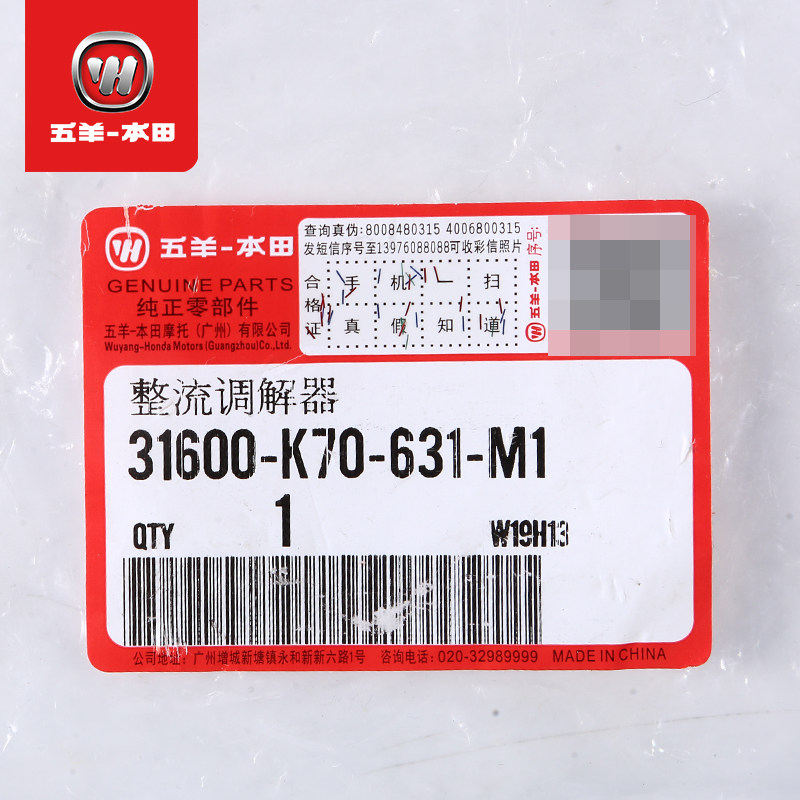 五羊-本田
五羊-本田
GENUINE PARTS
纯正零部件
五羊-本田摩托(广州)有限公司
Wuyang-Honda Motors (Guangzhou)Co.,Ltd.
查询真伪:8008480315 4006800315
发短信序号至13976088088可收彩信照片
合格证
手机一扫
真假知道
序号:
五羊-本田
整流调解器
31600-K70-631-M1
QTY 1 W19H13
公司地址: 广州增城新塘镇永和新新六路1号 咨询电话: 020-32989999 MADE IN CHINA